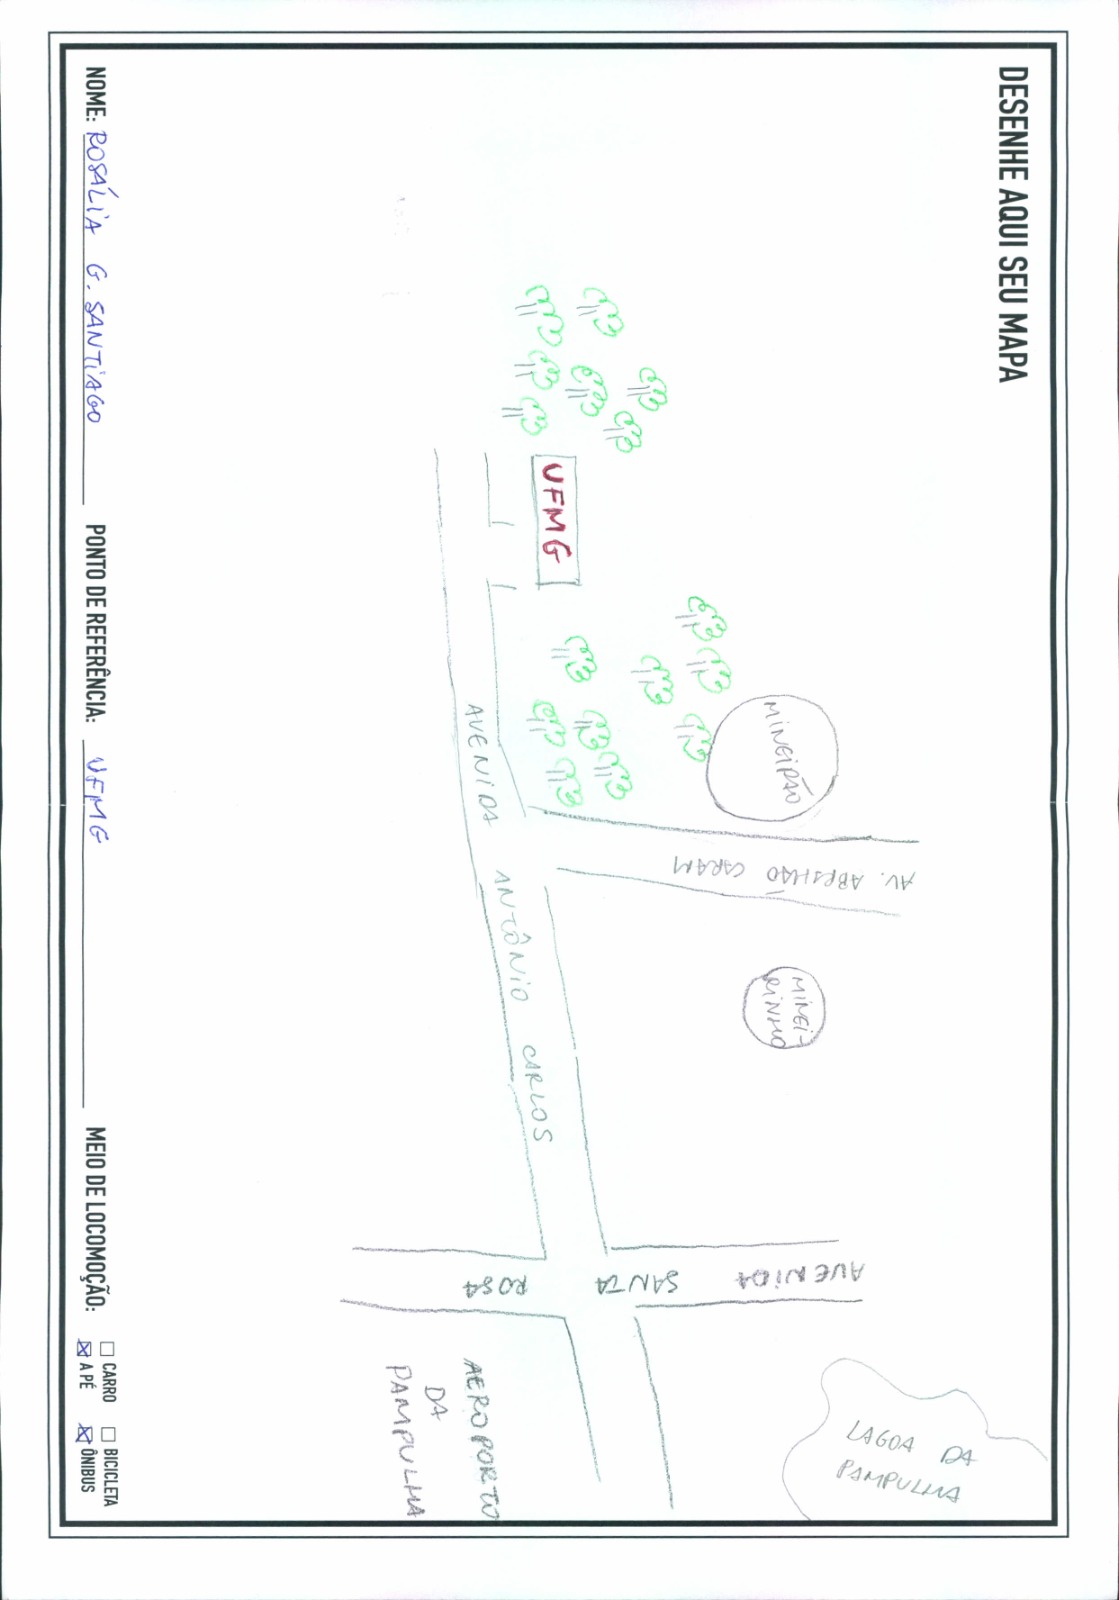 DESENHE AQUI SEU MAPA
LAGOA DA
PAMPULHA
AV. ABRAHÃO CARAM
MINEIRÃO
MINEI-
RINHO
AVENIDA SANTA ROSA
UFMG
AVENIDA ANTÔNIO CARLOS
AEROPORTO
DA
PAMPULHA
NOME: ROSÁLIA G. SANTIAGO
PONTO DE REFERÊNCIA: UFMG
MEIO DE LOCOMOÇÃO:
CARRO
BICICLETA
A PÉ
ÔNIBUS